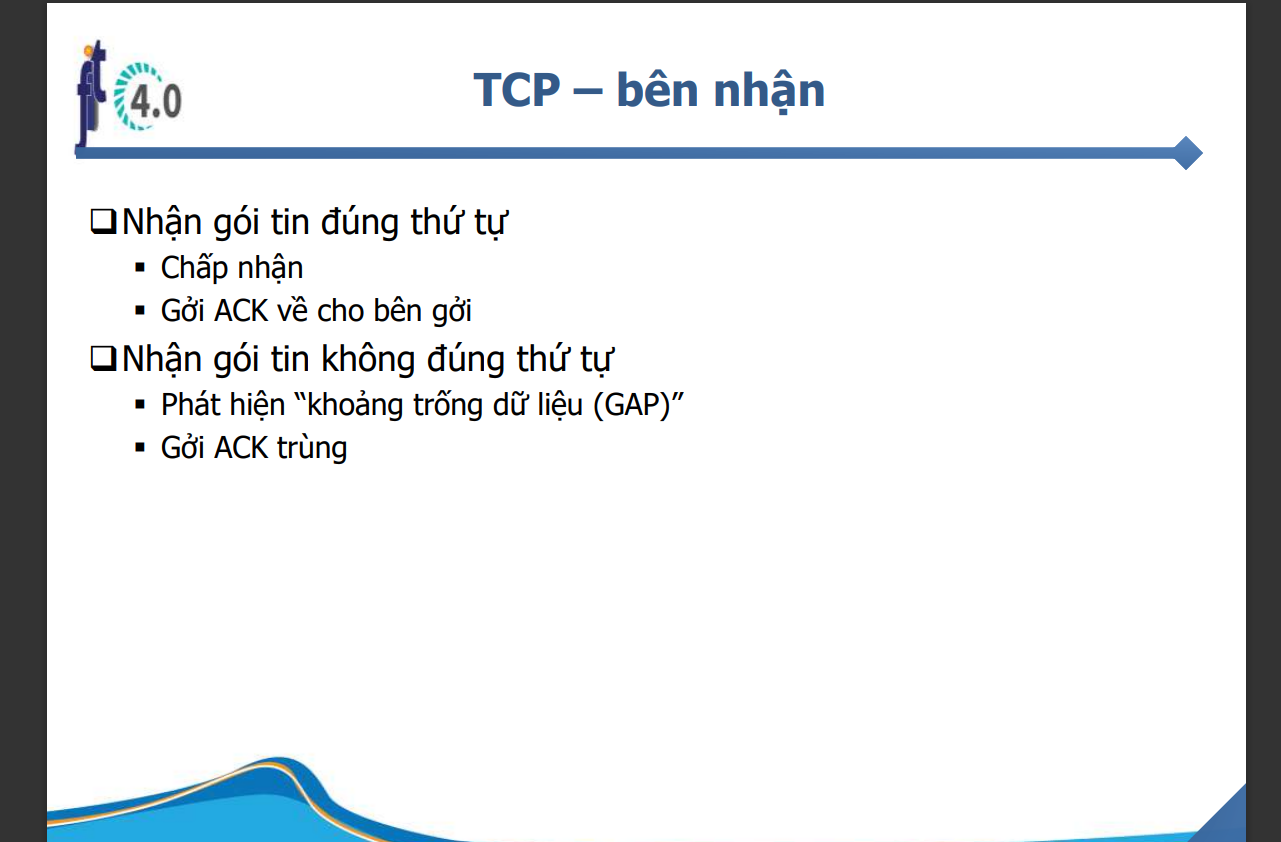 4.0
TCP – bên nhận
❑Nhận gói tin đúng thứ tự
▪ Chấp nhận
▪ Gởi ACK về cho bên gởi
❑Nhận gói tin không đúng thứ tự
▪ Phát hiện “khoảng trống dữ liệu (GAP)”
▪ Gởi ACK trùng